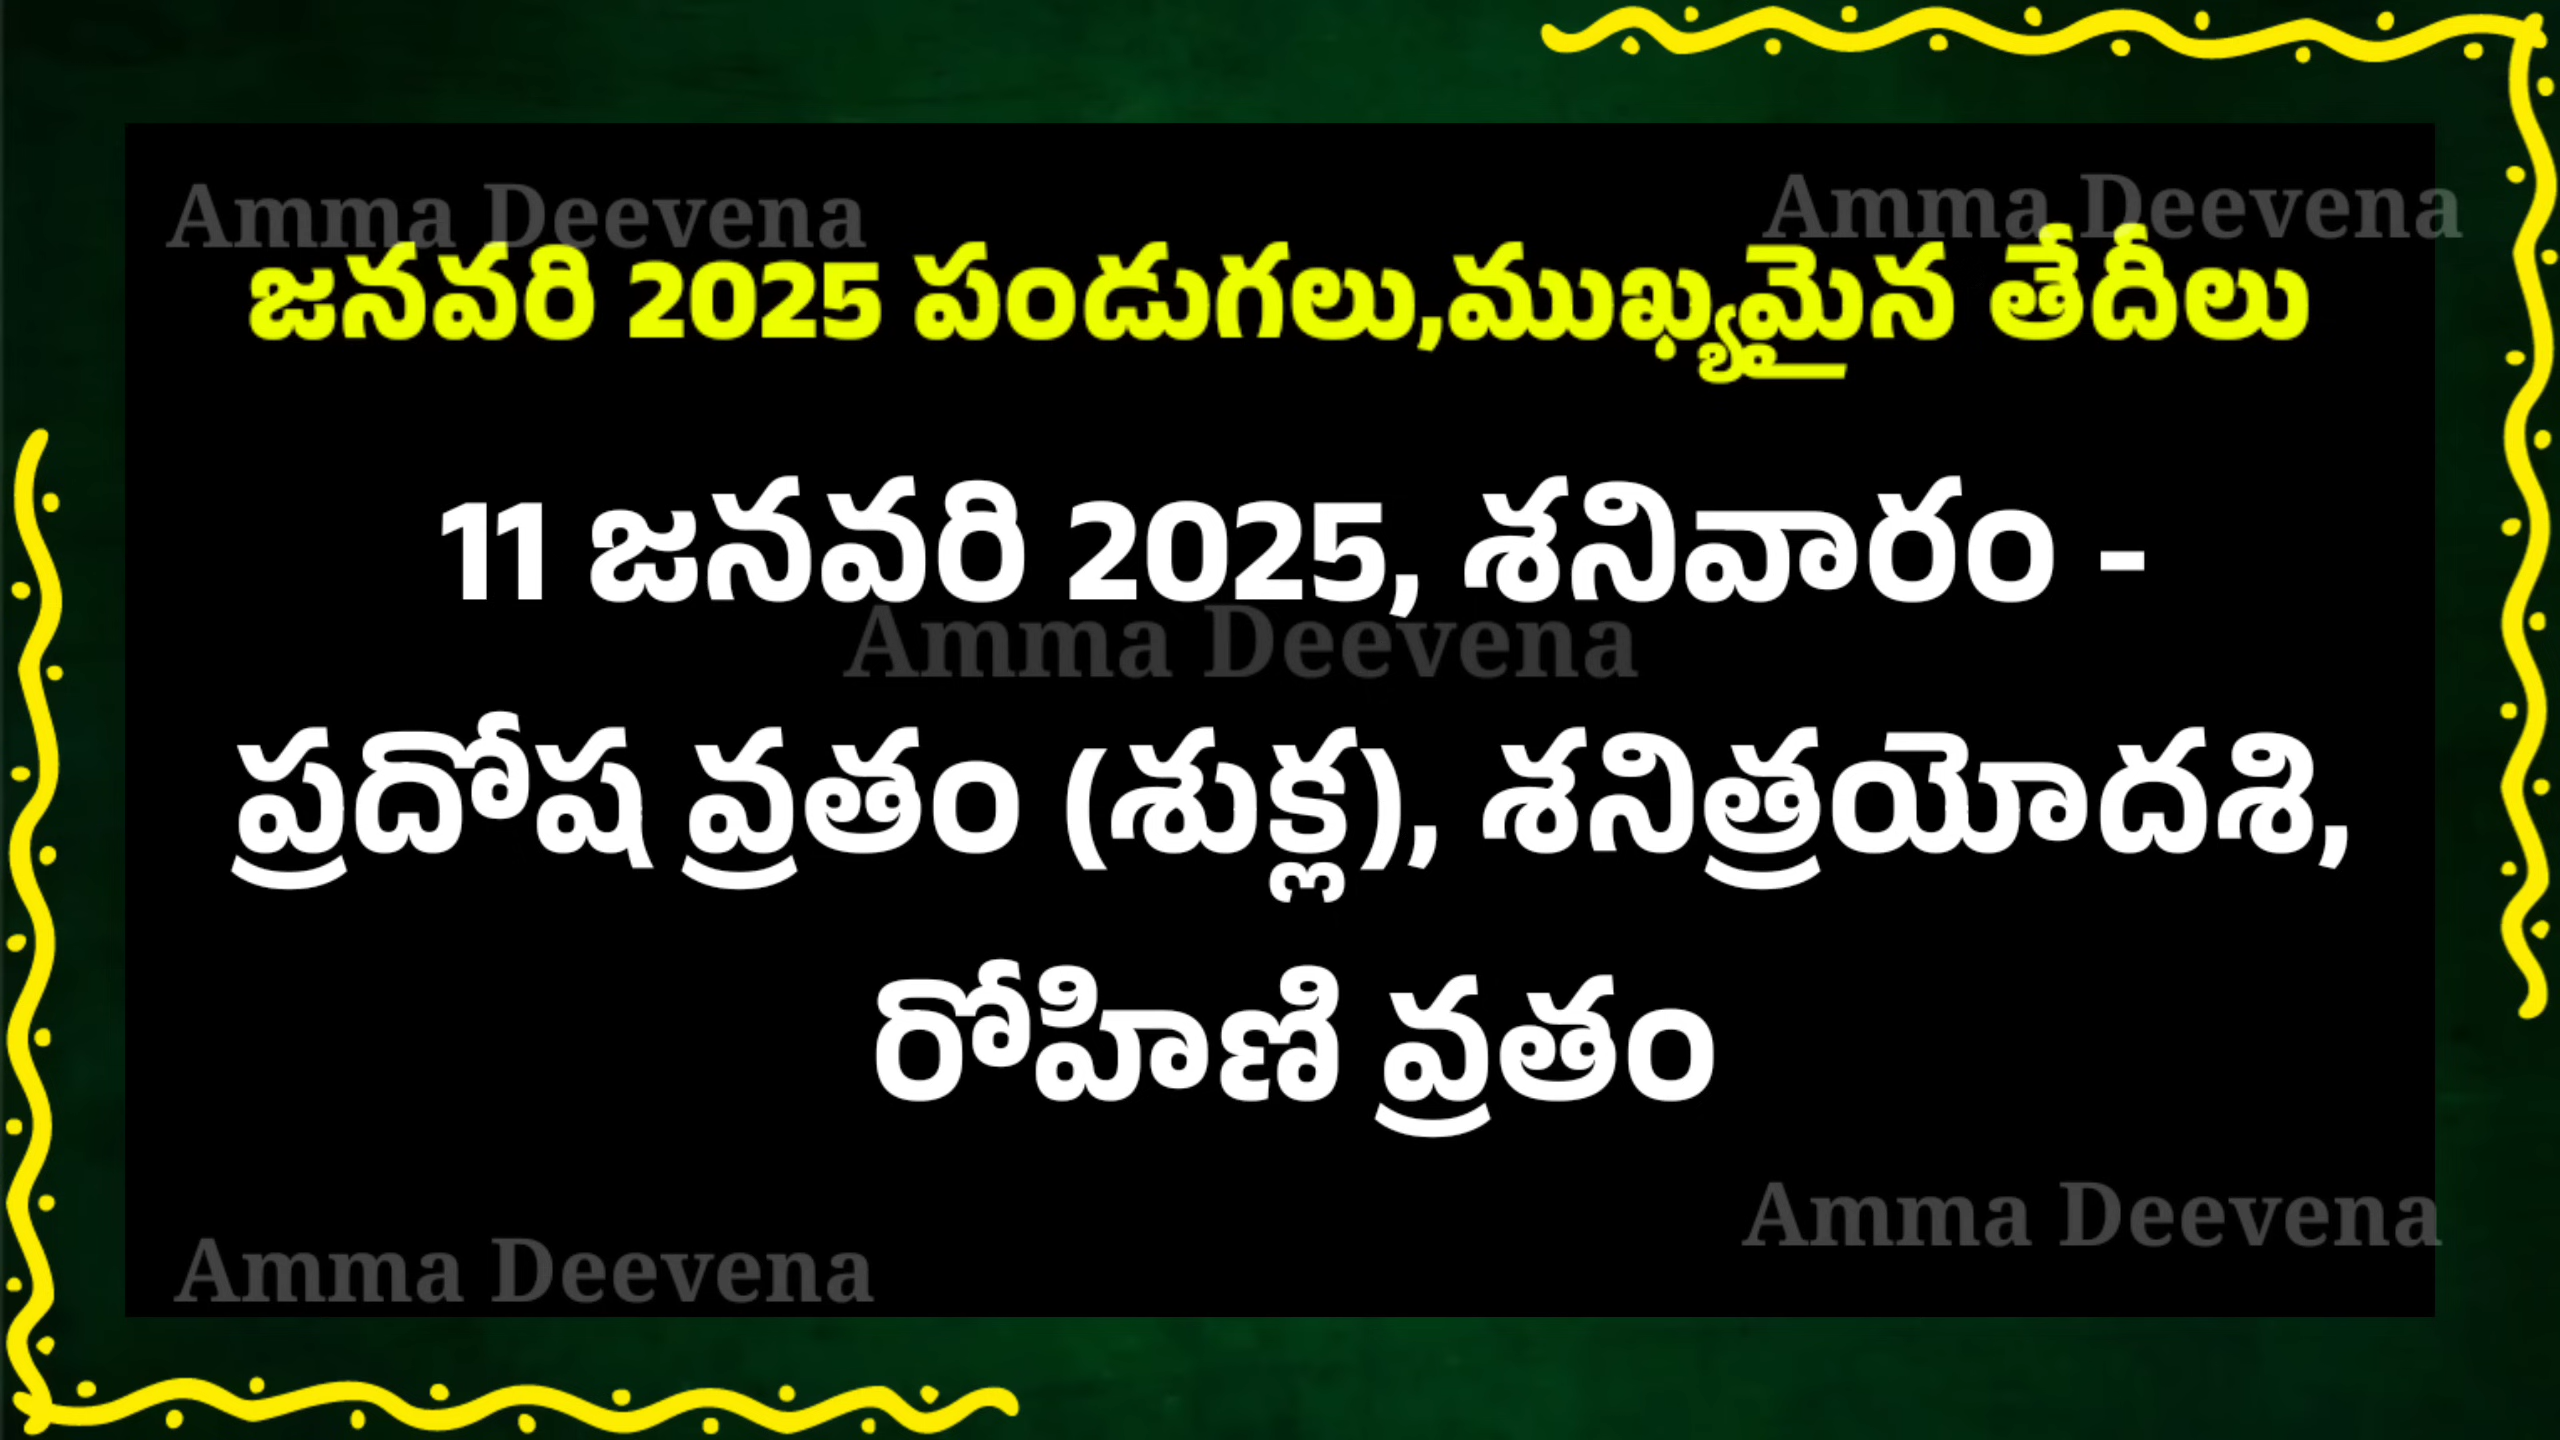 Amma Deevena Amma Deevena
జనవరి 2025 పండుగలు,ముఖ్యమైన తేదీలు
11 జనవరి 2025, శనివారం -
Amma Deevena
ప్రదోష వ్రతం (శుక్ల), శనిత్రయోదశి,
రోహిణి వ్రతం
Amma Deevena
Amma Deevena